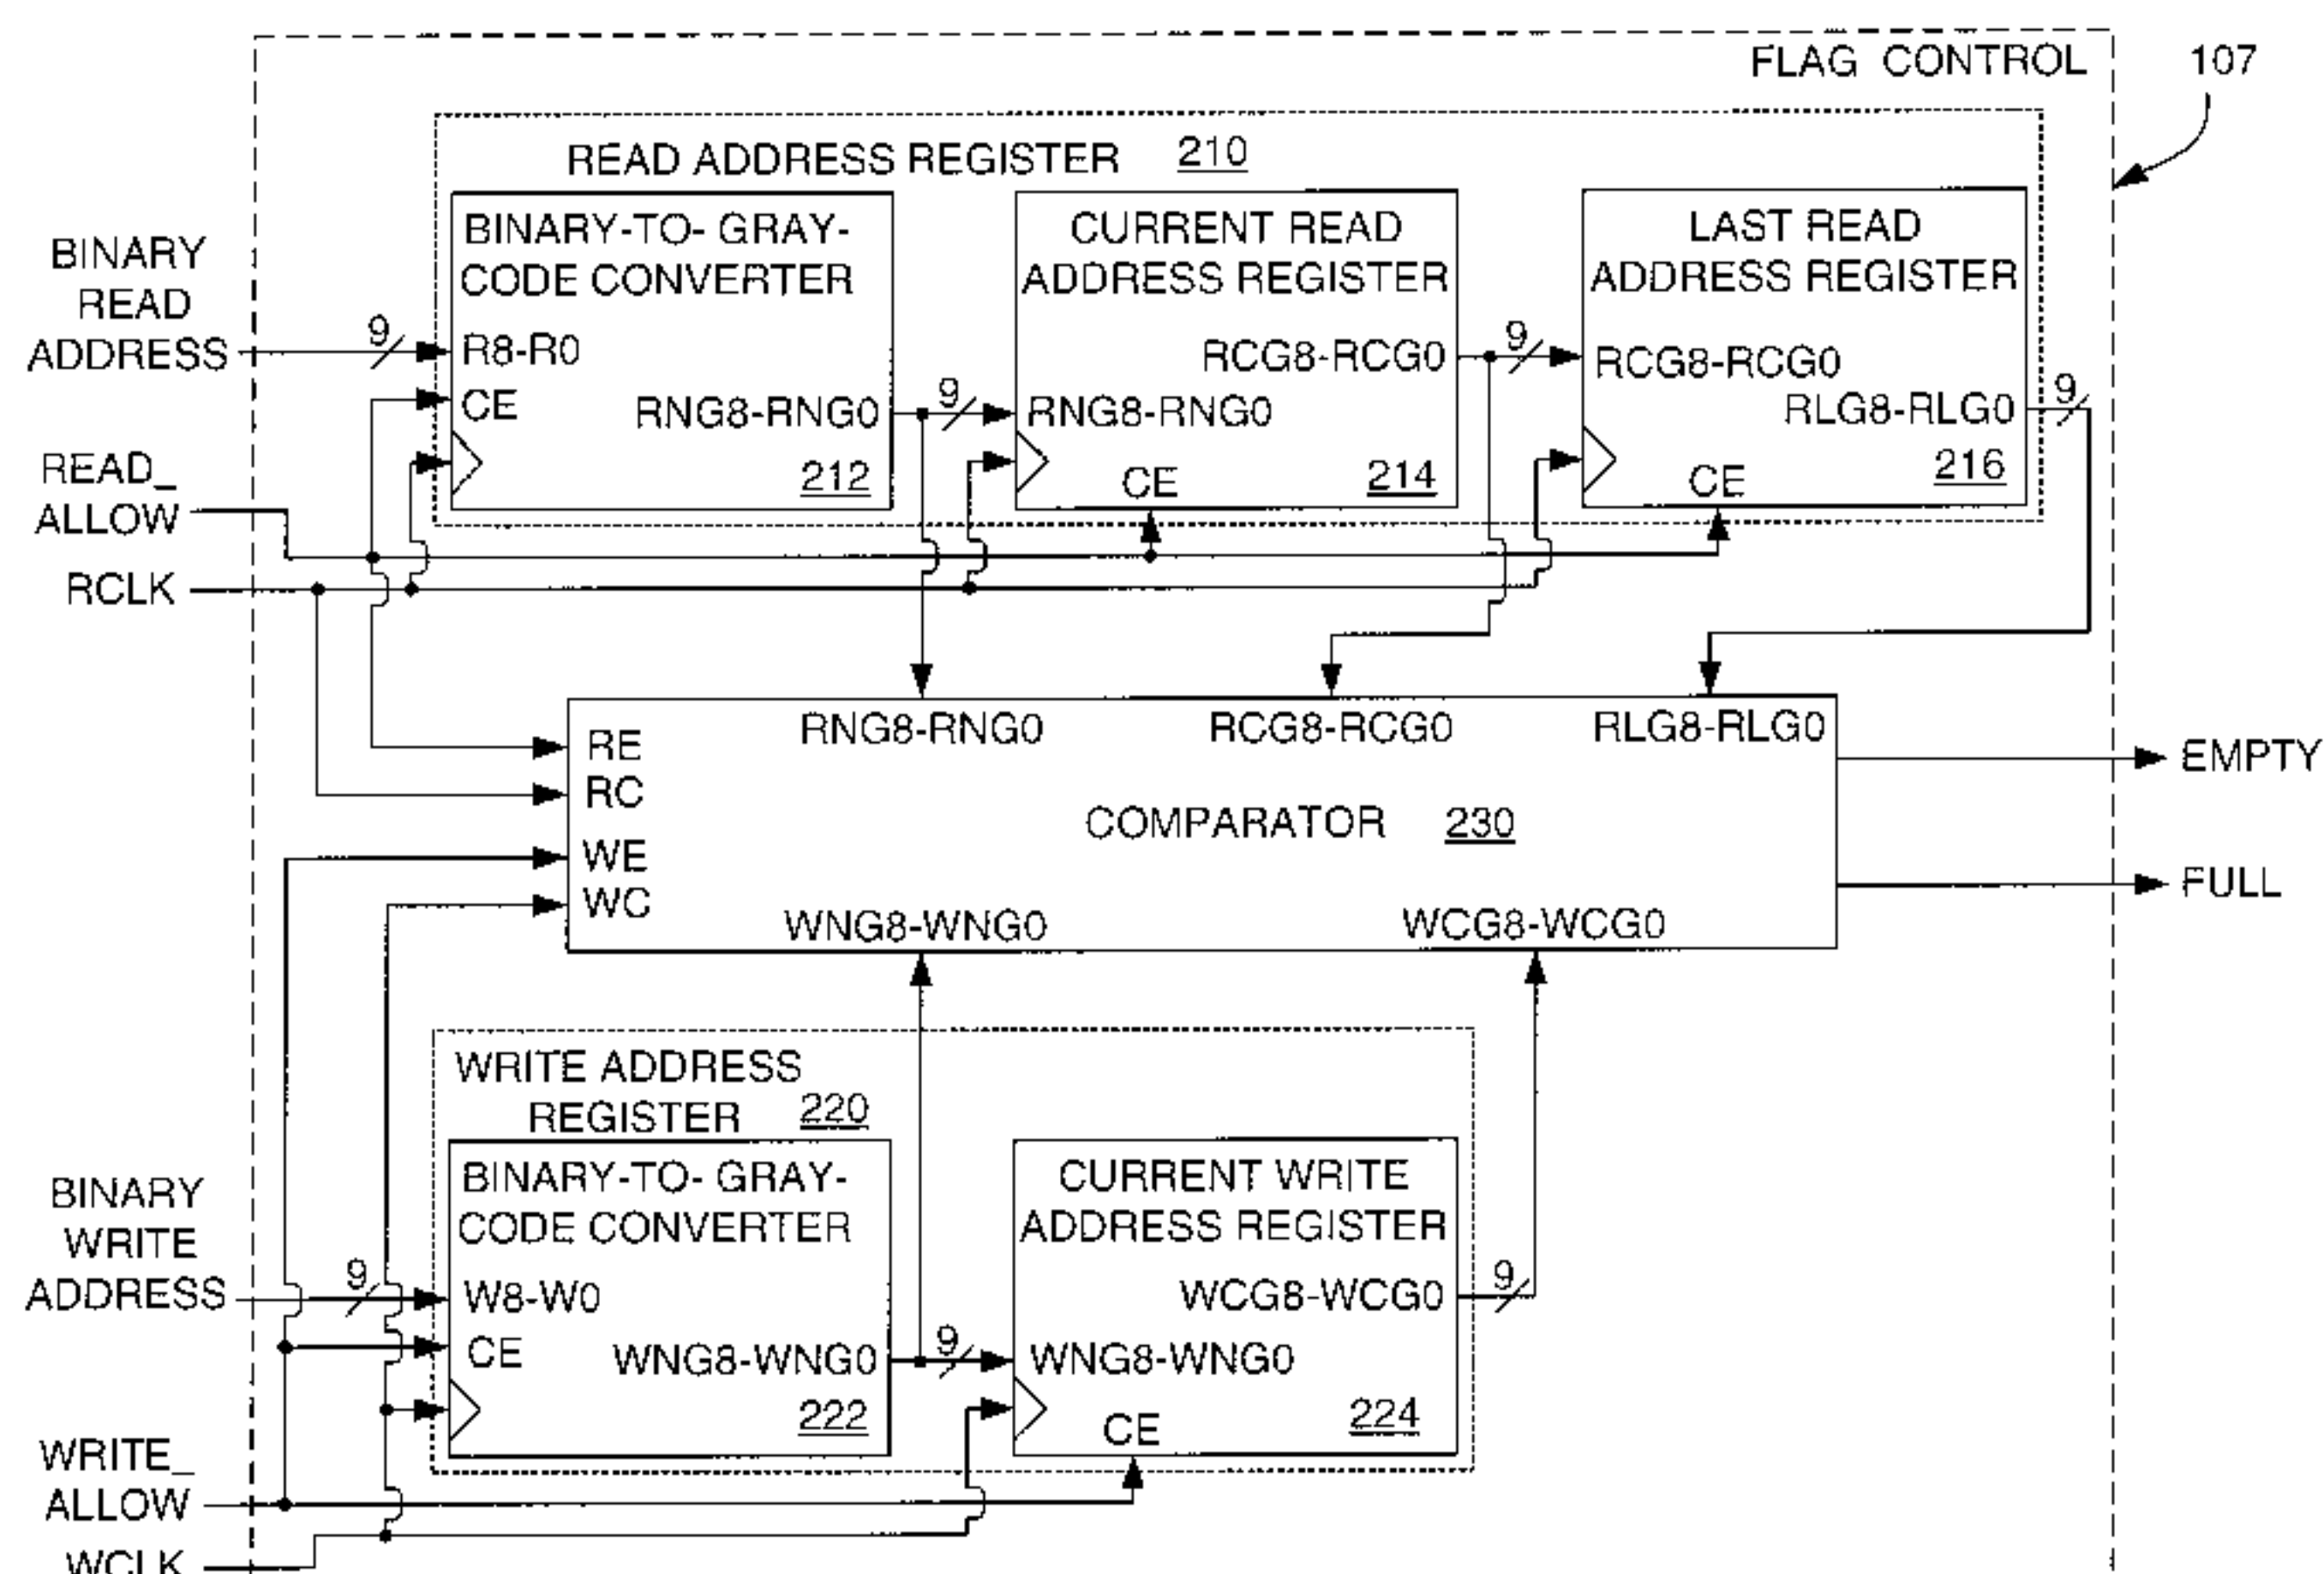 FLAG CONTROL
107
READ ADDRESS REGISTER 210
BINARY-TO- GRAY-
CODE CONVERTER
R8-R0
CE
RNG8-RNG0
212
CURRENT READ
ADDRESS REGISTER
RCG8-RCG0
RNG8-RNG0
CE
214
LAST READ
ADDRESS REGISTER
RCG8-RCG0
RLG8-RLG0
CE
216
BINARY
READ
ADDRESS
9
9
9
9
READ_
ALLOW
RCLK
RNG8-RNG0
RCG8-RCG0
RLG8-RLG0
RE
RC
WE
WC
COMPARATOR 230
WNG8-WNG0
WCG8-WCG0
EMPTY
FULL
WRITE ADDRESS
REGISTER 220
BINARY-TO- GRAY-
CODE CONVERTER
W8-W0
CE
WNG8-WNG0
222
CURRENT WRITE
ADDRESS REGISTER
WCG8-WCG0
WNG8-WNG0
CE
224
BINARY
WRITE
ADDRESS
9
9
9
WRITE_
ALLOW
WCLK